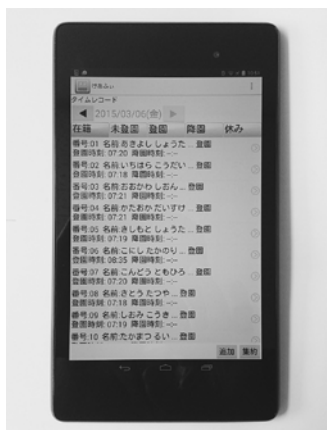 けあふぃ
タイムレコード
◀ 2015/03/06(金) ▶
在籍 未登園 登園 降園 休み
番号:01 名前:あきよし しょうた ... 登園
登園時刻: 07:20 降園時刻: --:--
番号:02 名前:いちはら こうだい ... 登園
登園時刻: 07:18 降園時刻: --:--
番号:03 名前:おおかわ しおん ... 登園
登園時刻: 07:21 降園時刻: --:--
番号:04 名前:かたおか だいすけ ... 登園
登園時刻: 07:21 降園時刻: --:--
番号:05 名前:きしもと しょうた ... 登園
登園時刻: 07:19 降園時刻: --:--
番号:06 名前:こにし たかのり ... 登園
登園時刻: 08:35 降園時刻: --:--
番号:07 名前:こんどう ともひろ ... 登園
登園時刻: 07:20 降園時刻: --:--
番号:08 名前:さとう たつや ... 登園
登園時刻: 07:18 降園時刻: --:--
番号:09 名前:しおみ こうき ... 登園
登園時刻: 07:19 降園時刻: --:--
番号:10 名前:たかまつ るい ... 登園
追加 集約